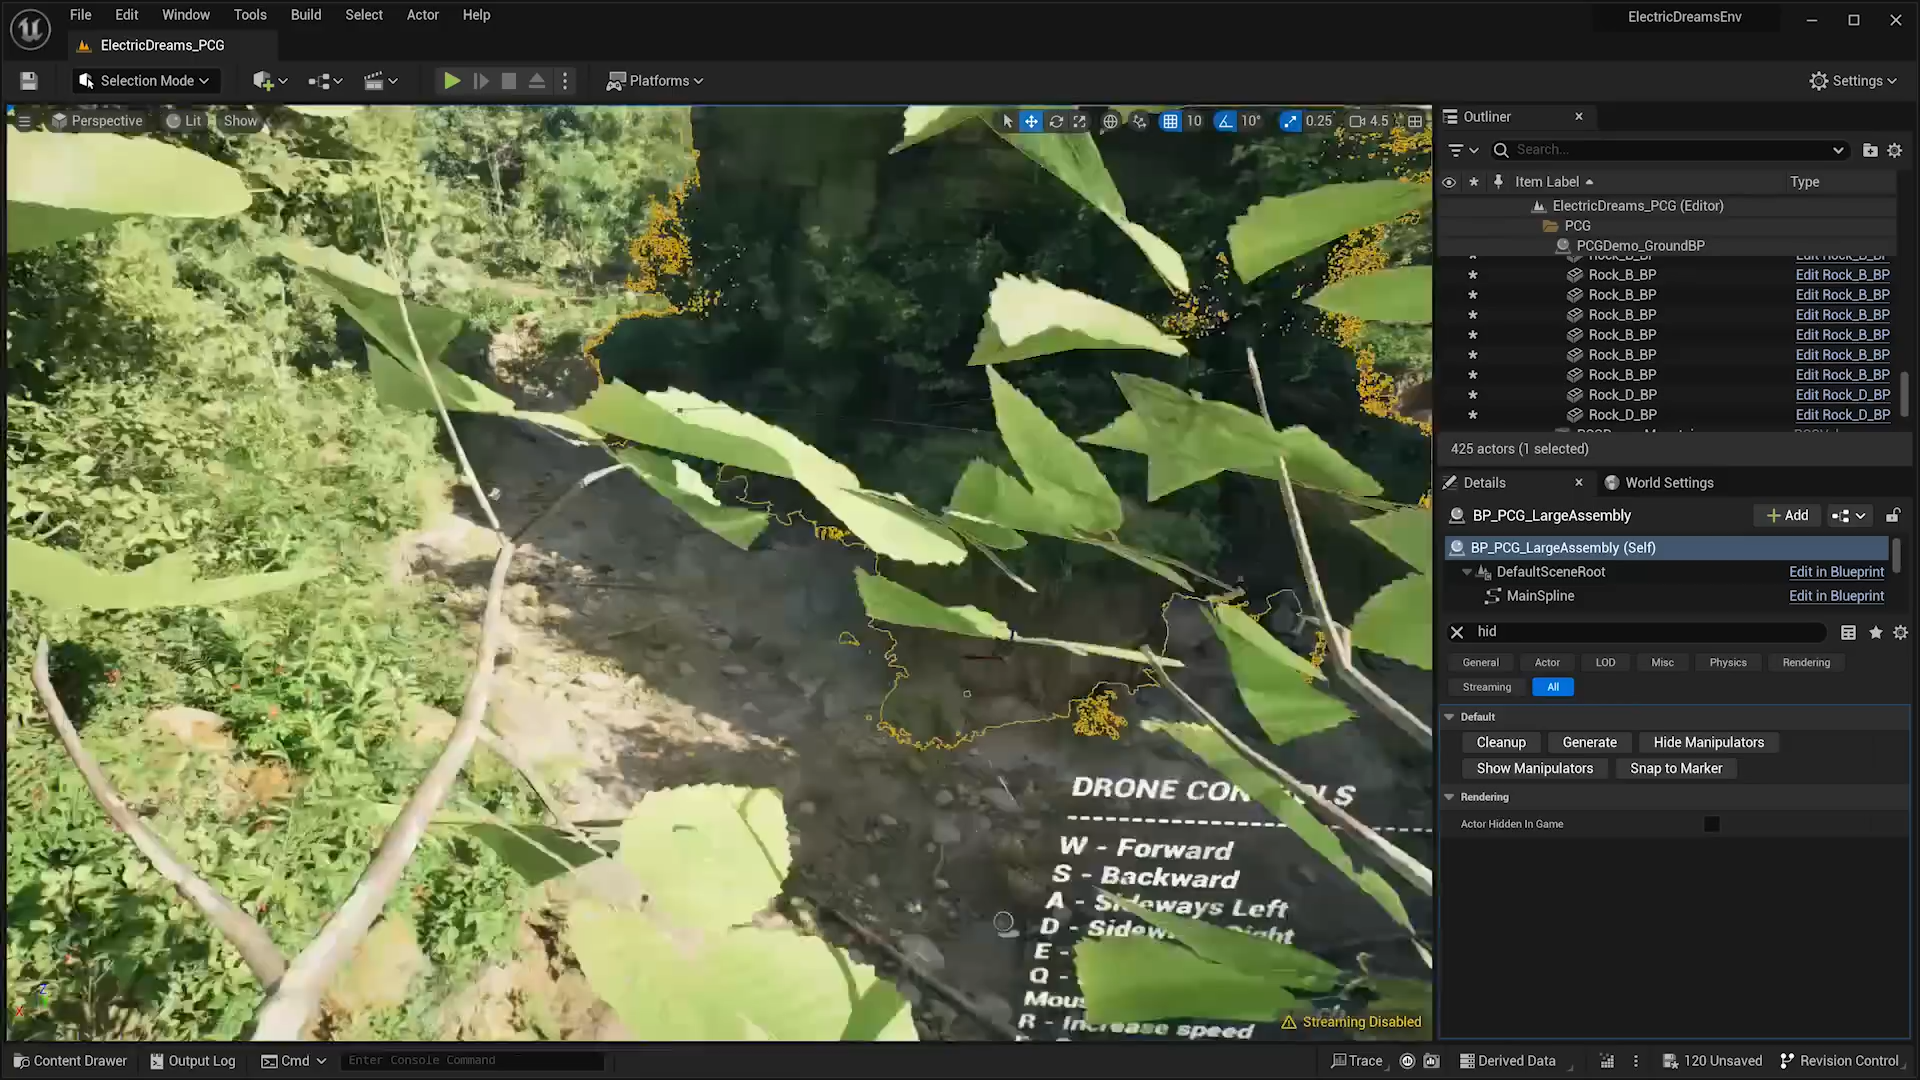 File Edit Window Tools Build Select Actor Help
ElectricDreamsEnv
ElectricDreams_PCG
Selection Mode
Platforms
Settings
Perspective Lit Show
10 10° 0.25 4.5
Outliner
Search...
Item Label Type
ElectricDreams_PCG (Editor)
PCG
PCGDemo_GroundBP
Rock_B_BP Edit Rock_B_BP
Rock_B_BP Edit Rock_B_BP
Rock_B_BP Edit Rock_B_BP
Rock_B_BP Edit Rock_B_BP
Rock_B_BP Edit Rock_B_BP
Rock_B_BP Edit Rock_B_BP
Rock_B_BP Edit Rock_B_BP
Rock_D_BP Edit Rock_D_BP
Rock_D_BP Edit Rock_D_BP
425 actors (1 selected)
Details World Settings
BP_PCG_LargeAssembly
Add
BP_PCG_LargeAssembly (Self)
DefaultSceneRoot Edit in Blueprint
MainSpline Edit in Blueprint
hid
General Actor LOD Misc Physics Rendering
Streaming All
Default
Cleanup Generate Hide Manipulators
Show Manipulators Snap to Marker
Rendering
Actor Hidden In Game
DRONE
W - Forward
S - Backward
A - Sideways Left
D -
E -
Q -
R - Increase speed
Streaming Disabled
Content Drawer Output Log Cmd Enter Console Command
Trace Derived Data 120 Unsaved Revision Control